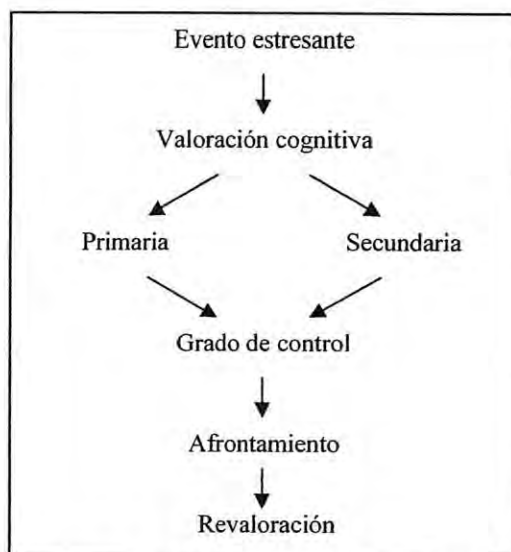 Evento estresante
Valoración cognitiva
Primaria
Secundaria
Grado de control
Afrontamiento
Revaloración